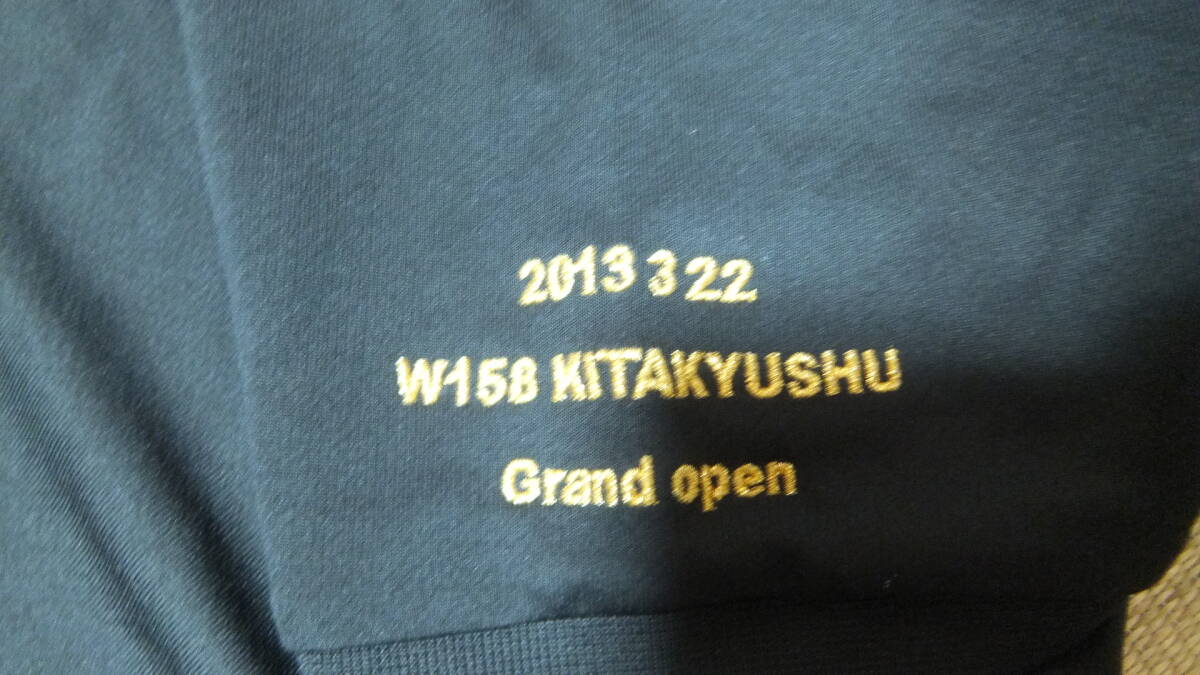 2013 3 22
W158 KITAKYUSHU
Grand open